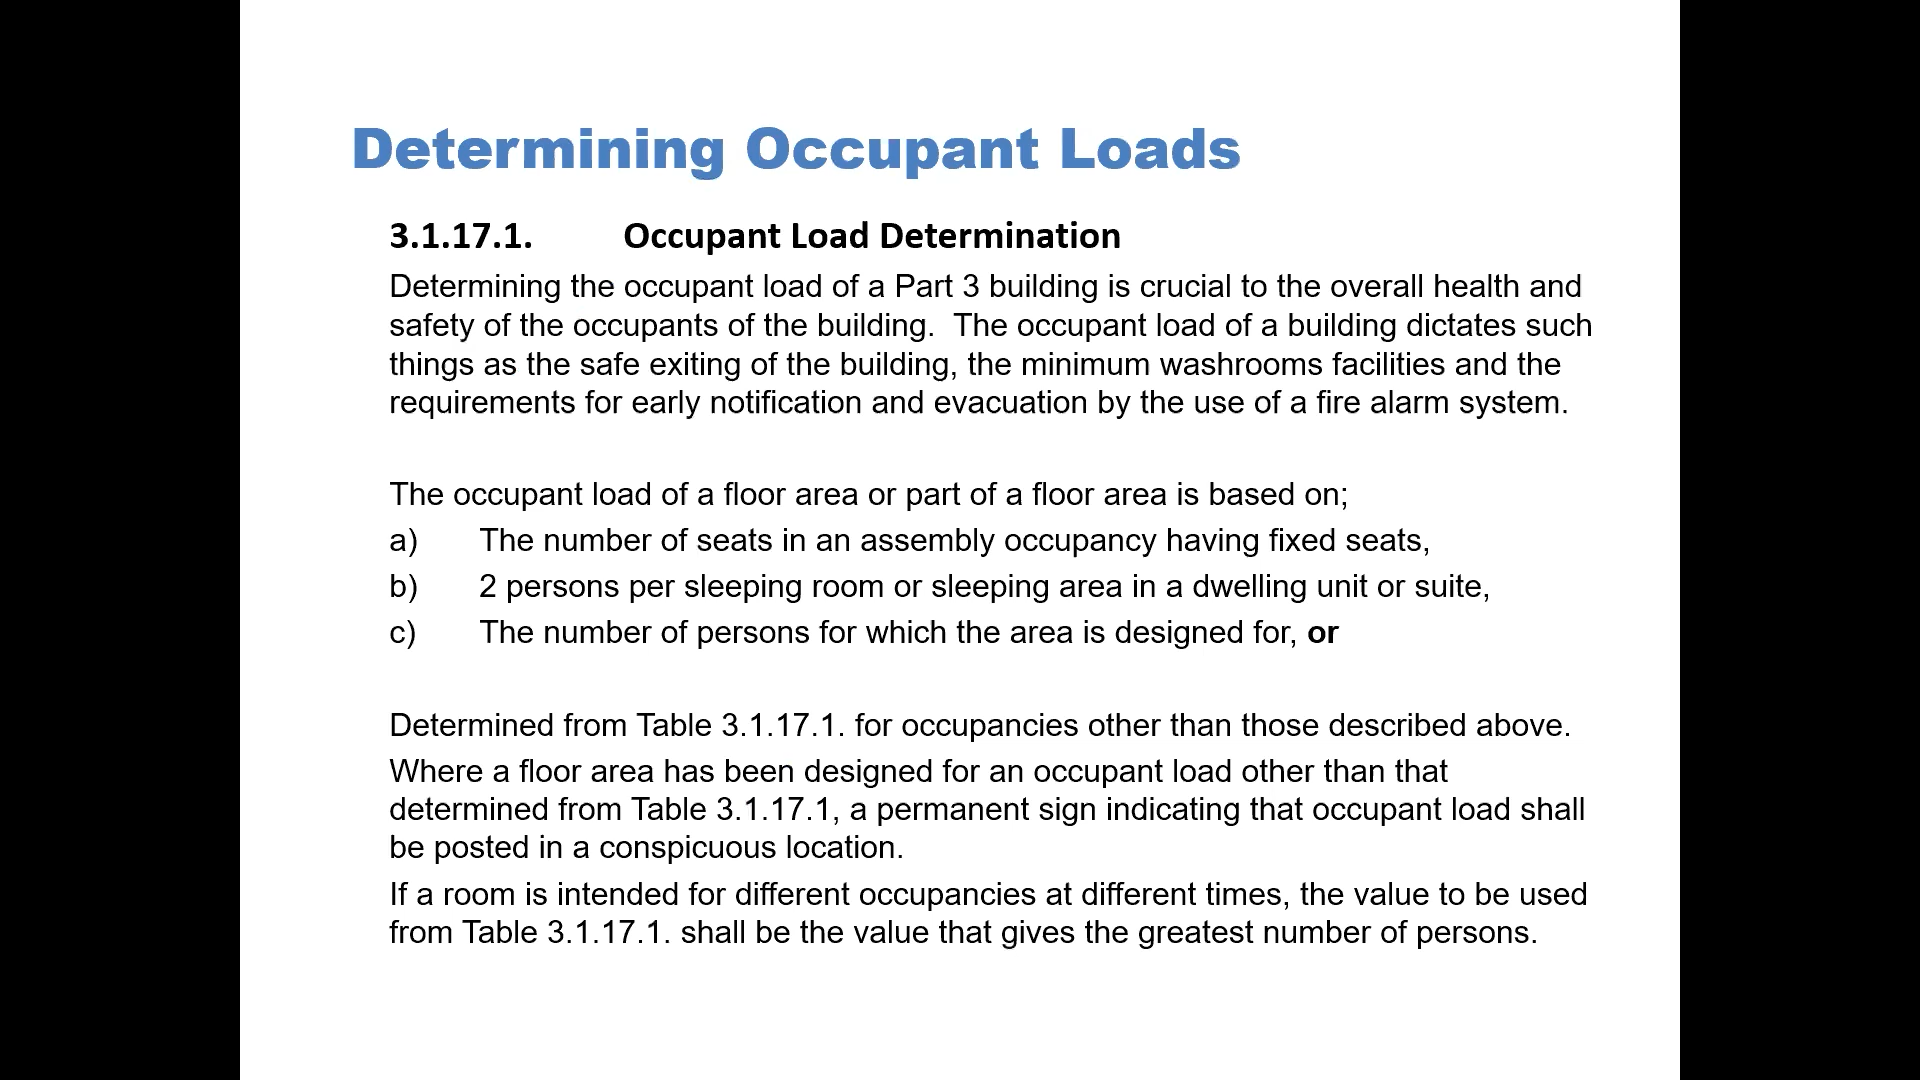 Determining Occupant Loads
3.1.17.1. Occupant Load Determination
Determining the occupant load of a Part 3 building is crucial to the overall health and
safety of the occupants of the building.  The occupant load of a building dictates such
things as the safe exiting of the building, the minimum washrooms facilities and the
requirements for early notification and evacuation by the use of a fire alarm system.
The occupant load of a floor area or part of a floor area is based on;
a) The number of seats in an assembly occupancy having fixed seats,
b) 2 persons per sleeping room or sleeping area in a dwelling unit or suite,
c) The number of persons for which the area is designed for, or
Determined from Table 3.1.17.1. for occupancies other than those described above.
Where a floor area has been designed for an occupant load other than that
determined from Table 3.1.17.1, a permanent sign indicating that occupant load shall
be posted in a conspicuous location.
If a room is intended for different occupancies at different times, the value to be used
from Table 3.1.17.1. shall be the value that gives the greatest number of persons.